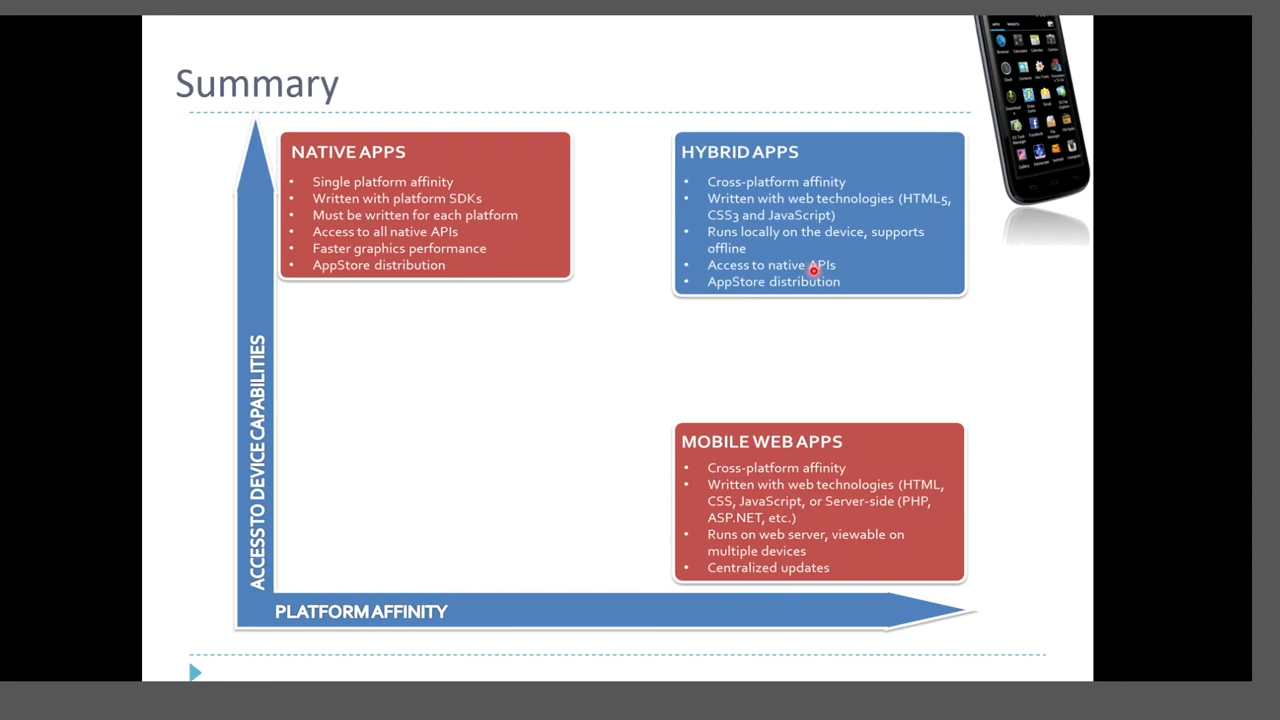 Summary
NATIVE APPS
• Single platform affinity
• Written with platform SDKs
• Must be written for each platform
• Access to all native APIs
• Faster graphics performance
• AppStore distribution
HYBRID APPS
• Cross-platform affinity
• Written with web technologies (HTML5,
CSS3 and JavaScript)
• Runs locally on the device, supports
offline
• Access to native APIs
• AppStore distribution
ACCESS TO DEVICE CAPABILITIES
MOBILE WEB APPS
• Cross-platform affinity
• Written with web technologies (HTML,
CSS, JavaScript, or Server-side (PHP,
ASP.NET, etc.)
• Runs on web server, viewable on
multiple devices
• Centralized updates
PLATFORM AFFINITY